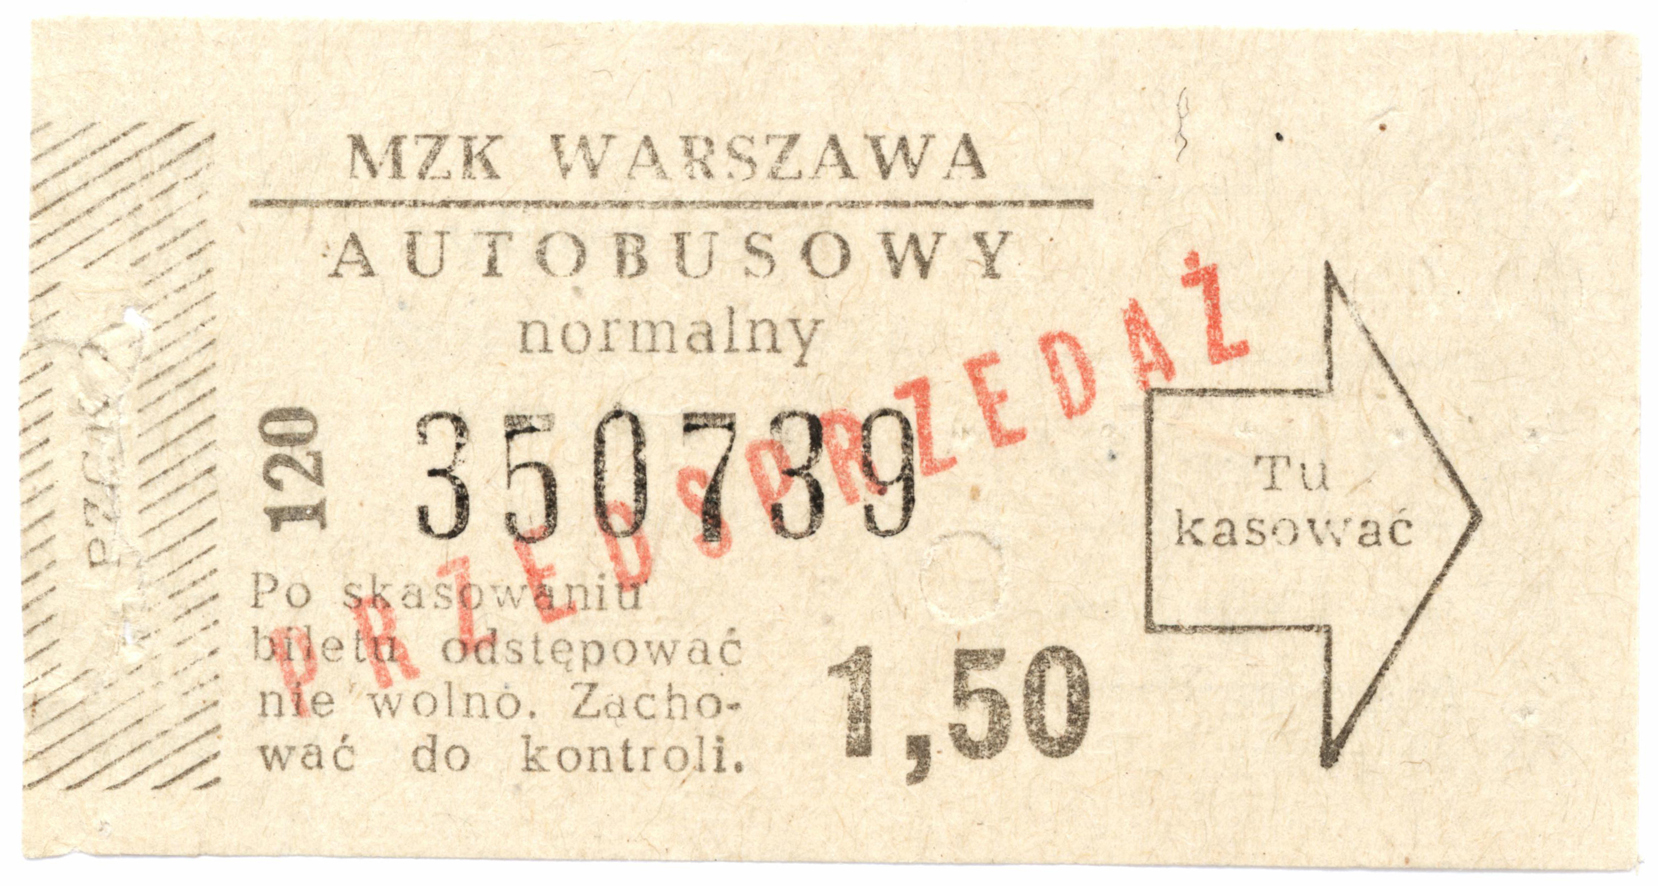 MZK WARSZAWA
AUTOBUSOWY
normalny
120
350739
PRZEDSPRZEDAŻ
Po skasowaniu
biletu odstępować
nie wolno. Zacho-
wać do kontroli.
1,50
Tu
kasować